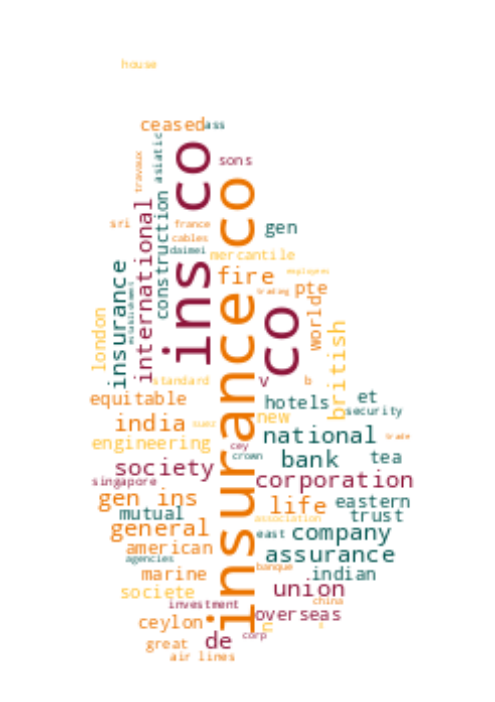 house
ceased
ass
asiatic
travaux
ins co
sons
insurance co
international
construction
sri
france
cables
gen
daimei
mercantile
insurance
establishment
fire
employees
trading
pte
world
london
co
british
standard
v
b
equitable
hotels
et
security
india
suez
new
national
trade
engineering
cey
crown
bank
tea
society
singapore
corporation
gen ins
life
eastern
mutual
association
trust
general
east
company
american
agencies
assurance
marine
banque
indian
societe
union
investment
china
overseas
ceylon
n
de
corp
great
air lines